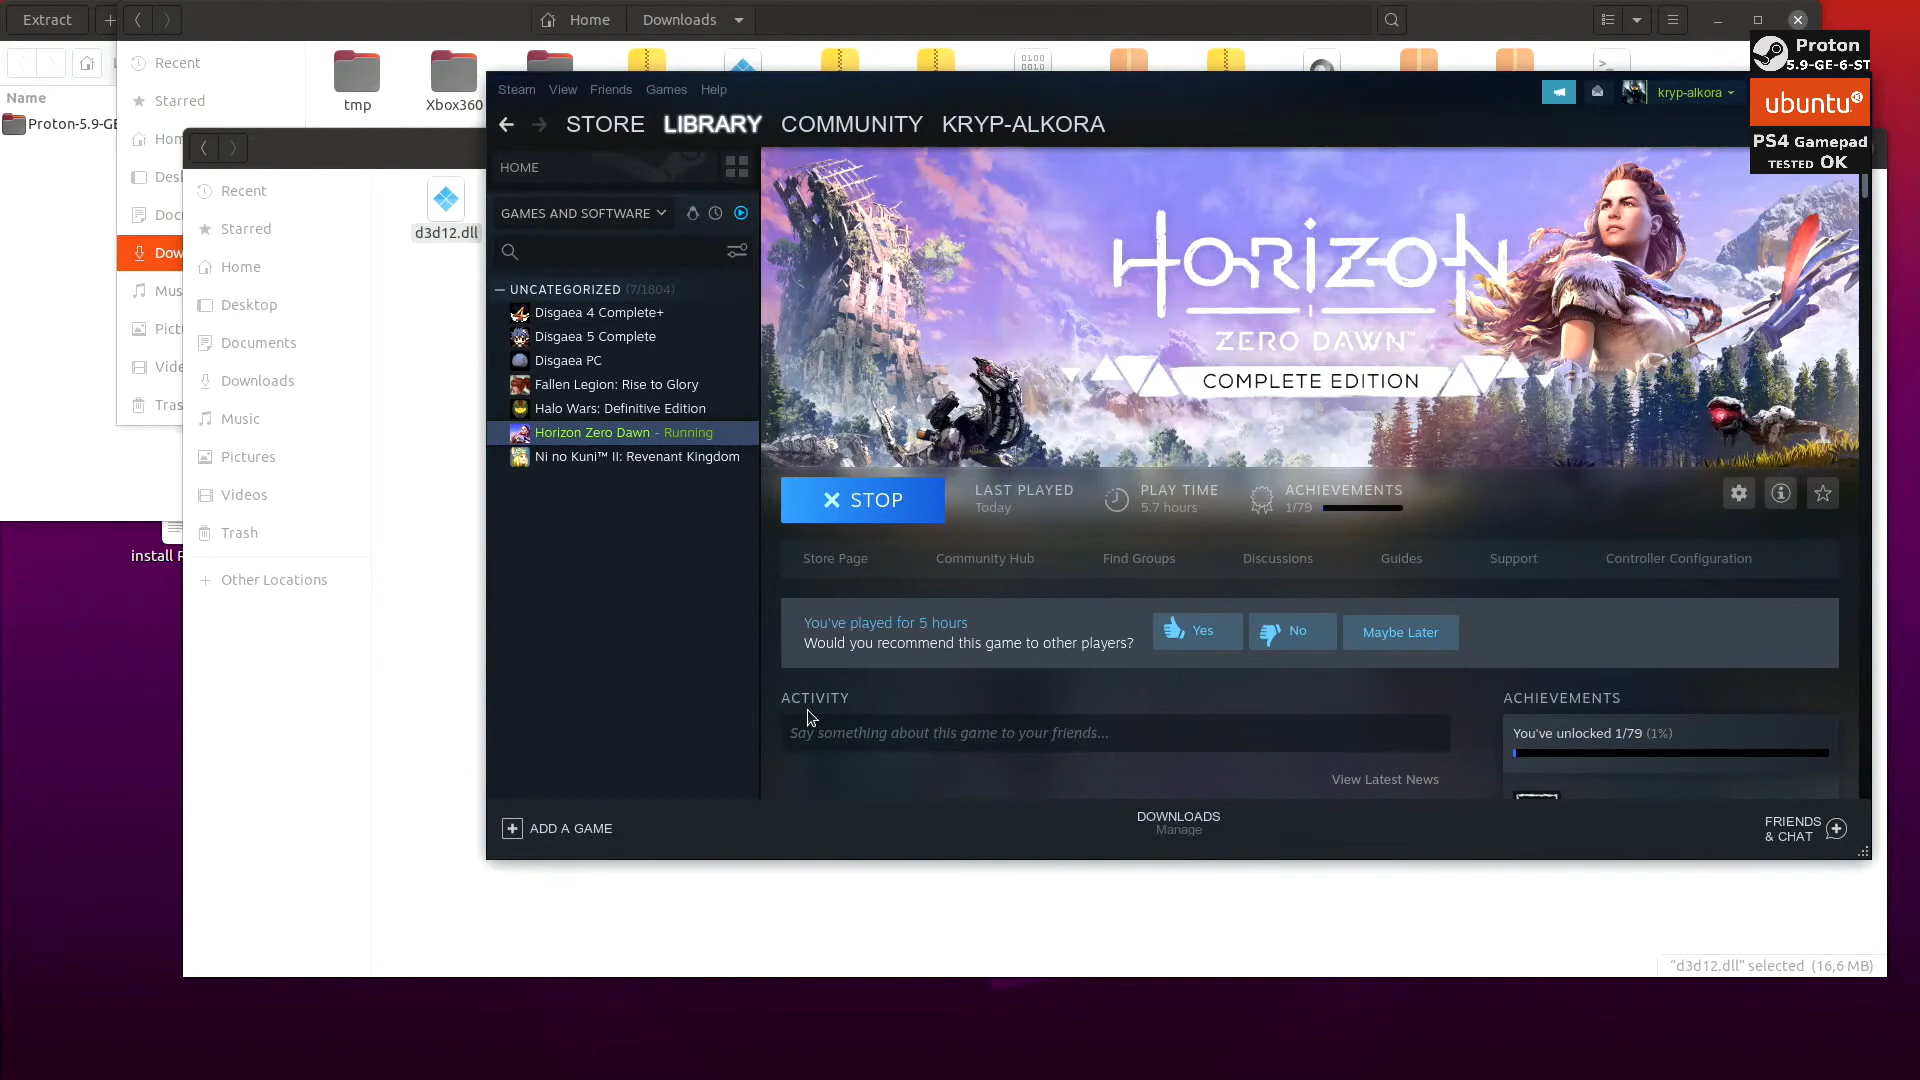 Extract
Home
Downloads
Name
Proton-5.9-GE
Recent
Starred
tmp
Xbox360
d3d12.dll
Recent
Starred
Home
Desktop
Documents
Downloads
Music
Pictures
Videos
Trash
Other Locations
install
Steam View Friends Games Help
kryp-alkora
STORE LIBRARY COMMUNITY KRYP-ALKORA
Proton
5.9-GE-6-ST
ubuntu
PS4 Gamepad
TESTED OK
HOME
GAMES AND SOFTWARE
UNCATEGORIZED (7/1804)
Disgaea 4 Complete+
Disgaea 5 Complete
Disgaea PC
Fallen Legion: Rise to Glory
Halo Wars: Definitive Edition
Horizon Zero Dawn - Running
Ni no Kuni™ II: Revenant Kingdom
HORIZON
ZERO DAWN™
COMPLETE EDITION
STOP
LAST PLAYED
Today
PLAY TIME
5.7 hours
ACHIEVEMENTS
1/79
Store Page Community Hub Find Groups Discussions Guides Support Controller Configuration
You've played for 5 hours
Would you recommend this game to other players?
Yes
No
Maybe Later
ACTIVITY
Say something about this game to your friends...
View Latest News
ACHIEVEMENTS
You've unlocked 1/79 (1%)
ADD A GAME
DOWNLOADS
Manage
FRIENDS
& CHAT
"d3d12.dll" selected (16,6 MB)